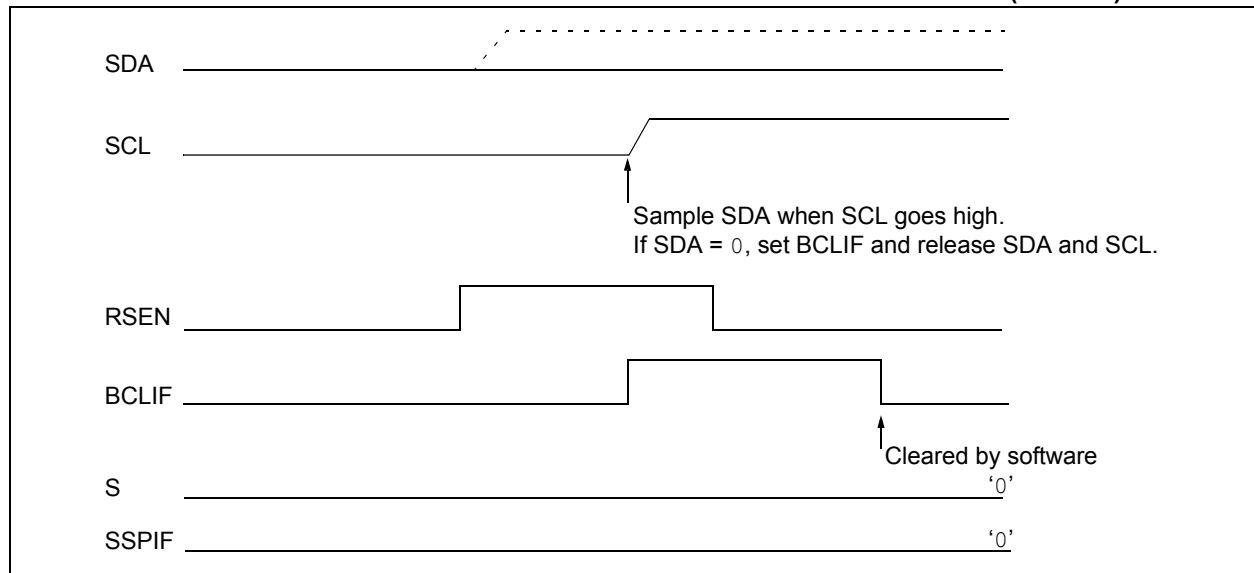 SDA
SCL
Sample SDA when SCL goes high.
If SDA = 0, set BCLIF and release SDA and SCL.
RSEN
BCLIF
Cleared by software
S
‘0’
SSPIF
‘0’